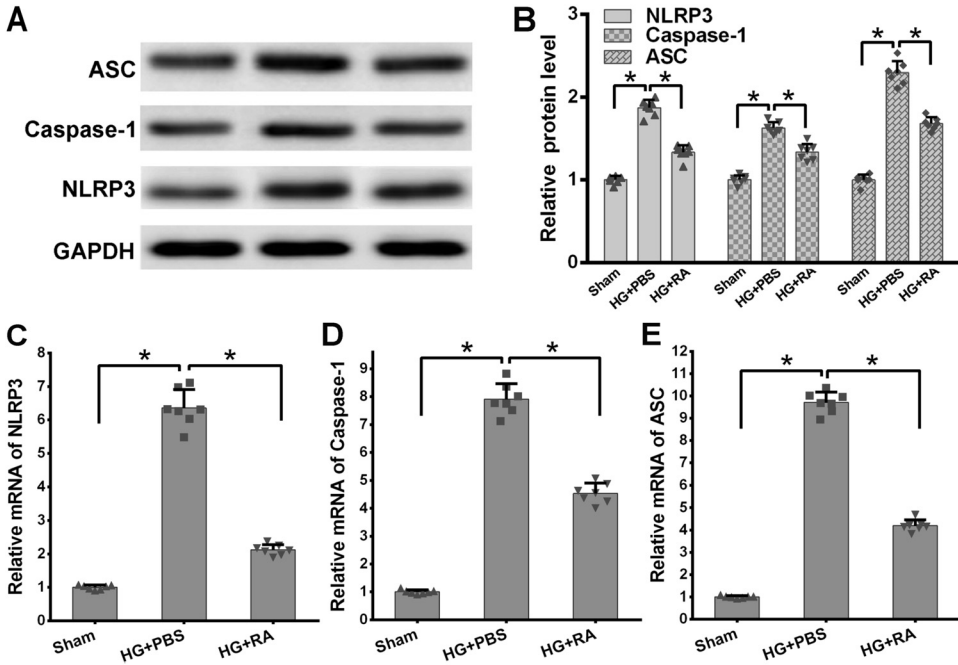 A
ASC
Caspase-1
NLRP3
GAPDH
B
NLRP3
Caspase-1
ASC
Relative protein level
3
2
1
0
* * * * * *
Sham HG+PBS HG+RA Sham HG+PBS HG+RA Sham HG+PBS HG+RA
C
Relative mRNA of NLRP3
8
7
6
5
4
3
2
1
0
* *
Sham HG+PBS HG+RA
D
Relative mRNA of Caspase-1
9
8
7
6
5
4
3
2
1
0
* *
Sham HG+PBS HG+RA
E
Relative mRNA of ASC
12
11
10
9
8
7
6
5
4
3
2
1
0
* *
Sham HG+PBS HG+RA